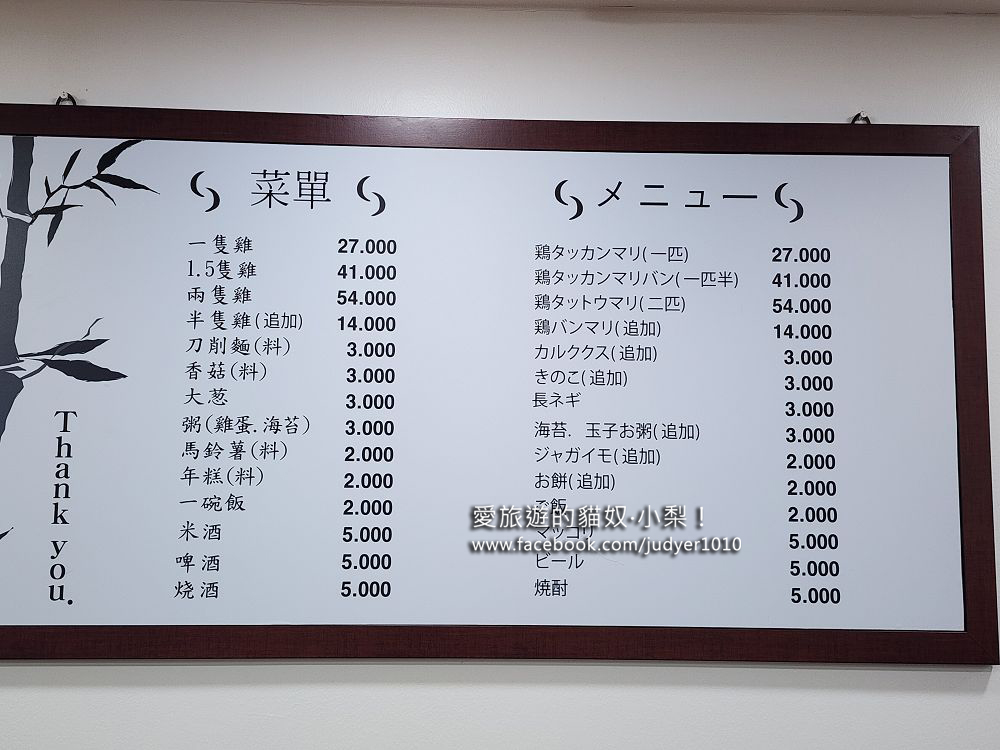 菜單
一隻雞 27.000
1.5隻雞 41.000
兩隻雞 54.000
半隻雞(追加) 14.000
刀削麵(料) 3.000
香菇(料) 3.000
大葱 3.000
粥(雞蛋.海苔) 3.000
馬鈴薯(料) 2.000
年糕(料) 2.000
一碗飯 2.000
米酒 5.000
啤酒 5.000
烧酒 5.000
メニュー
鶏タッカンマリ(一匹) 27.000
鶏タッカンマリバン(一匹半) 41.000
鶏タットウマリ(二匹) 54.000
鶏バンマリ(追加) 14.000
カルククス(追加) 3.000
きのこ(追加) 3.000
長ネギ 3.000
海苔. 玉子お粥(追加) 3.000
ジャガイモ(追加) 2.000
お餅(追加) 2.000
ご飯 2.000
マッコリ 5.000
ビール 5.000
焼酎 5.000
Thank you.
愛旅遊的貓奴·小梨！
www.facebook.com/judyer1010